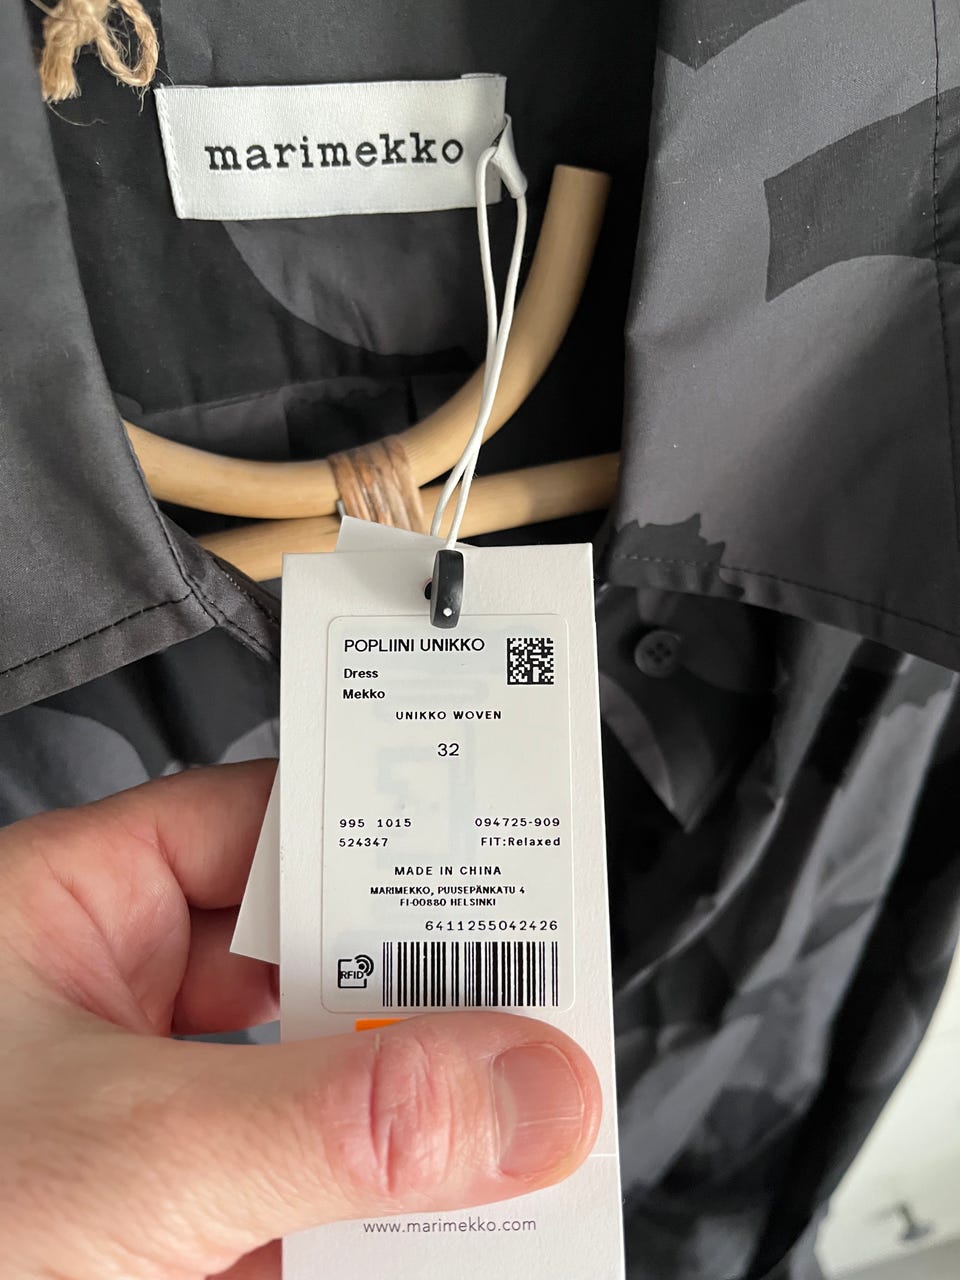 marimekko
POPLIINI UNIKKO
Dress
Mekko
UNIKKO WOVEN
32
995 1015 094725-909
524347 FIT:Relaxed
MADE IN CHINA
MARIMEKKO, PUUSEPÄNKATU 4
FI-00880 HELSINKI
6411255042426
RFID
www.marimekko.com